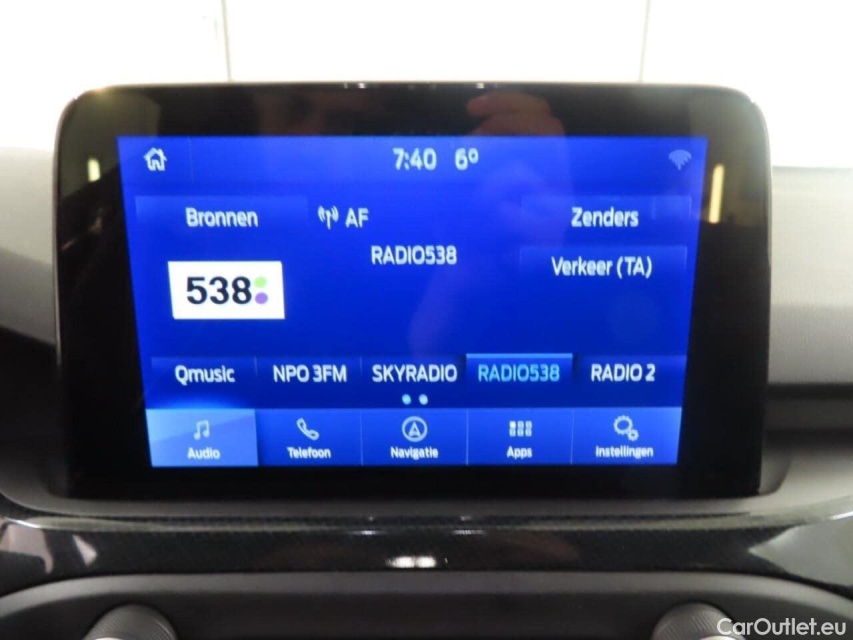 7:40 6º
Bronnen AF Zenders
RADIO538
Verkeer (TA)
538
Qmusic NPO 3FM SKYRADIO RADIO538 RADIO 2
Audio Telefoon Navigatie Apps Instellingen
CarOutlet.eu